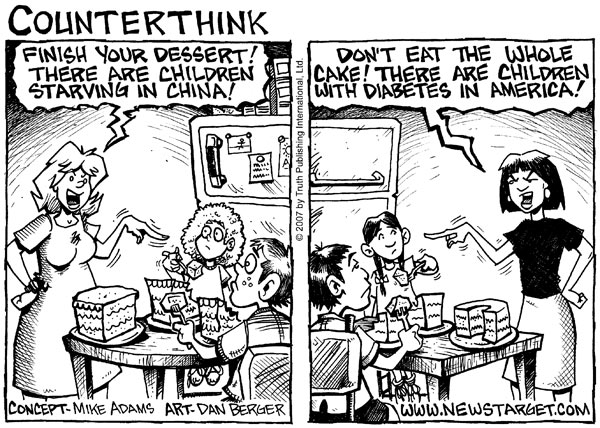 COUNTERTHINK
FINISH YOUR DESSERT!
THERE ARE CHILDREN
STARVING IN CHINA!
© 2007 by Truth Publishing International, Ltd.
DON'T EAT THE WHOLE
CAKE! THERE ARE CHILDREN
WITH DIABETES IN AMERICA!
CONCEPT-MIKE ADAMS ART-DAN BERGER
WWW.NEWSTARGET.COM